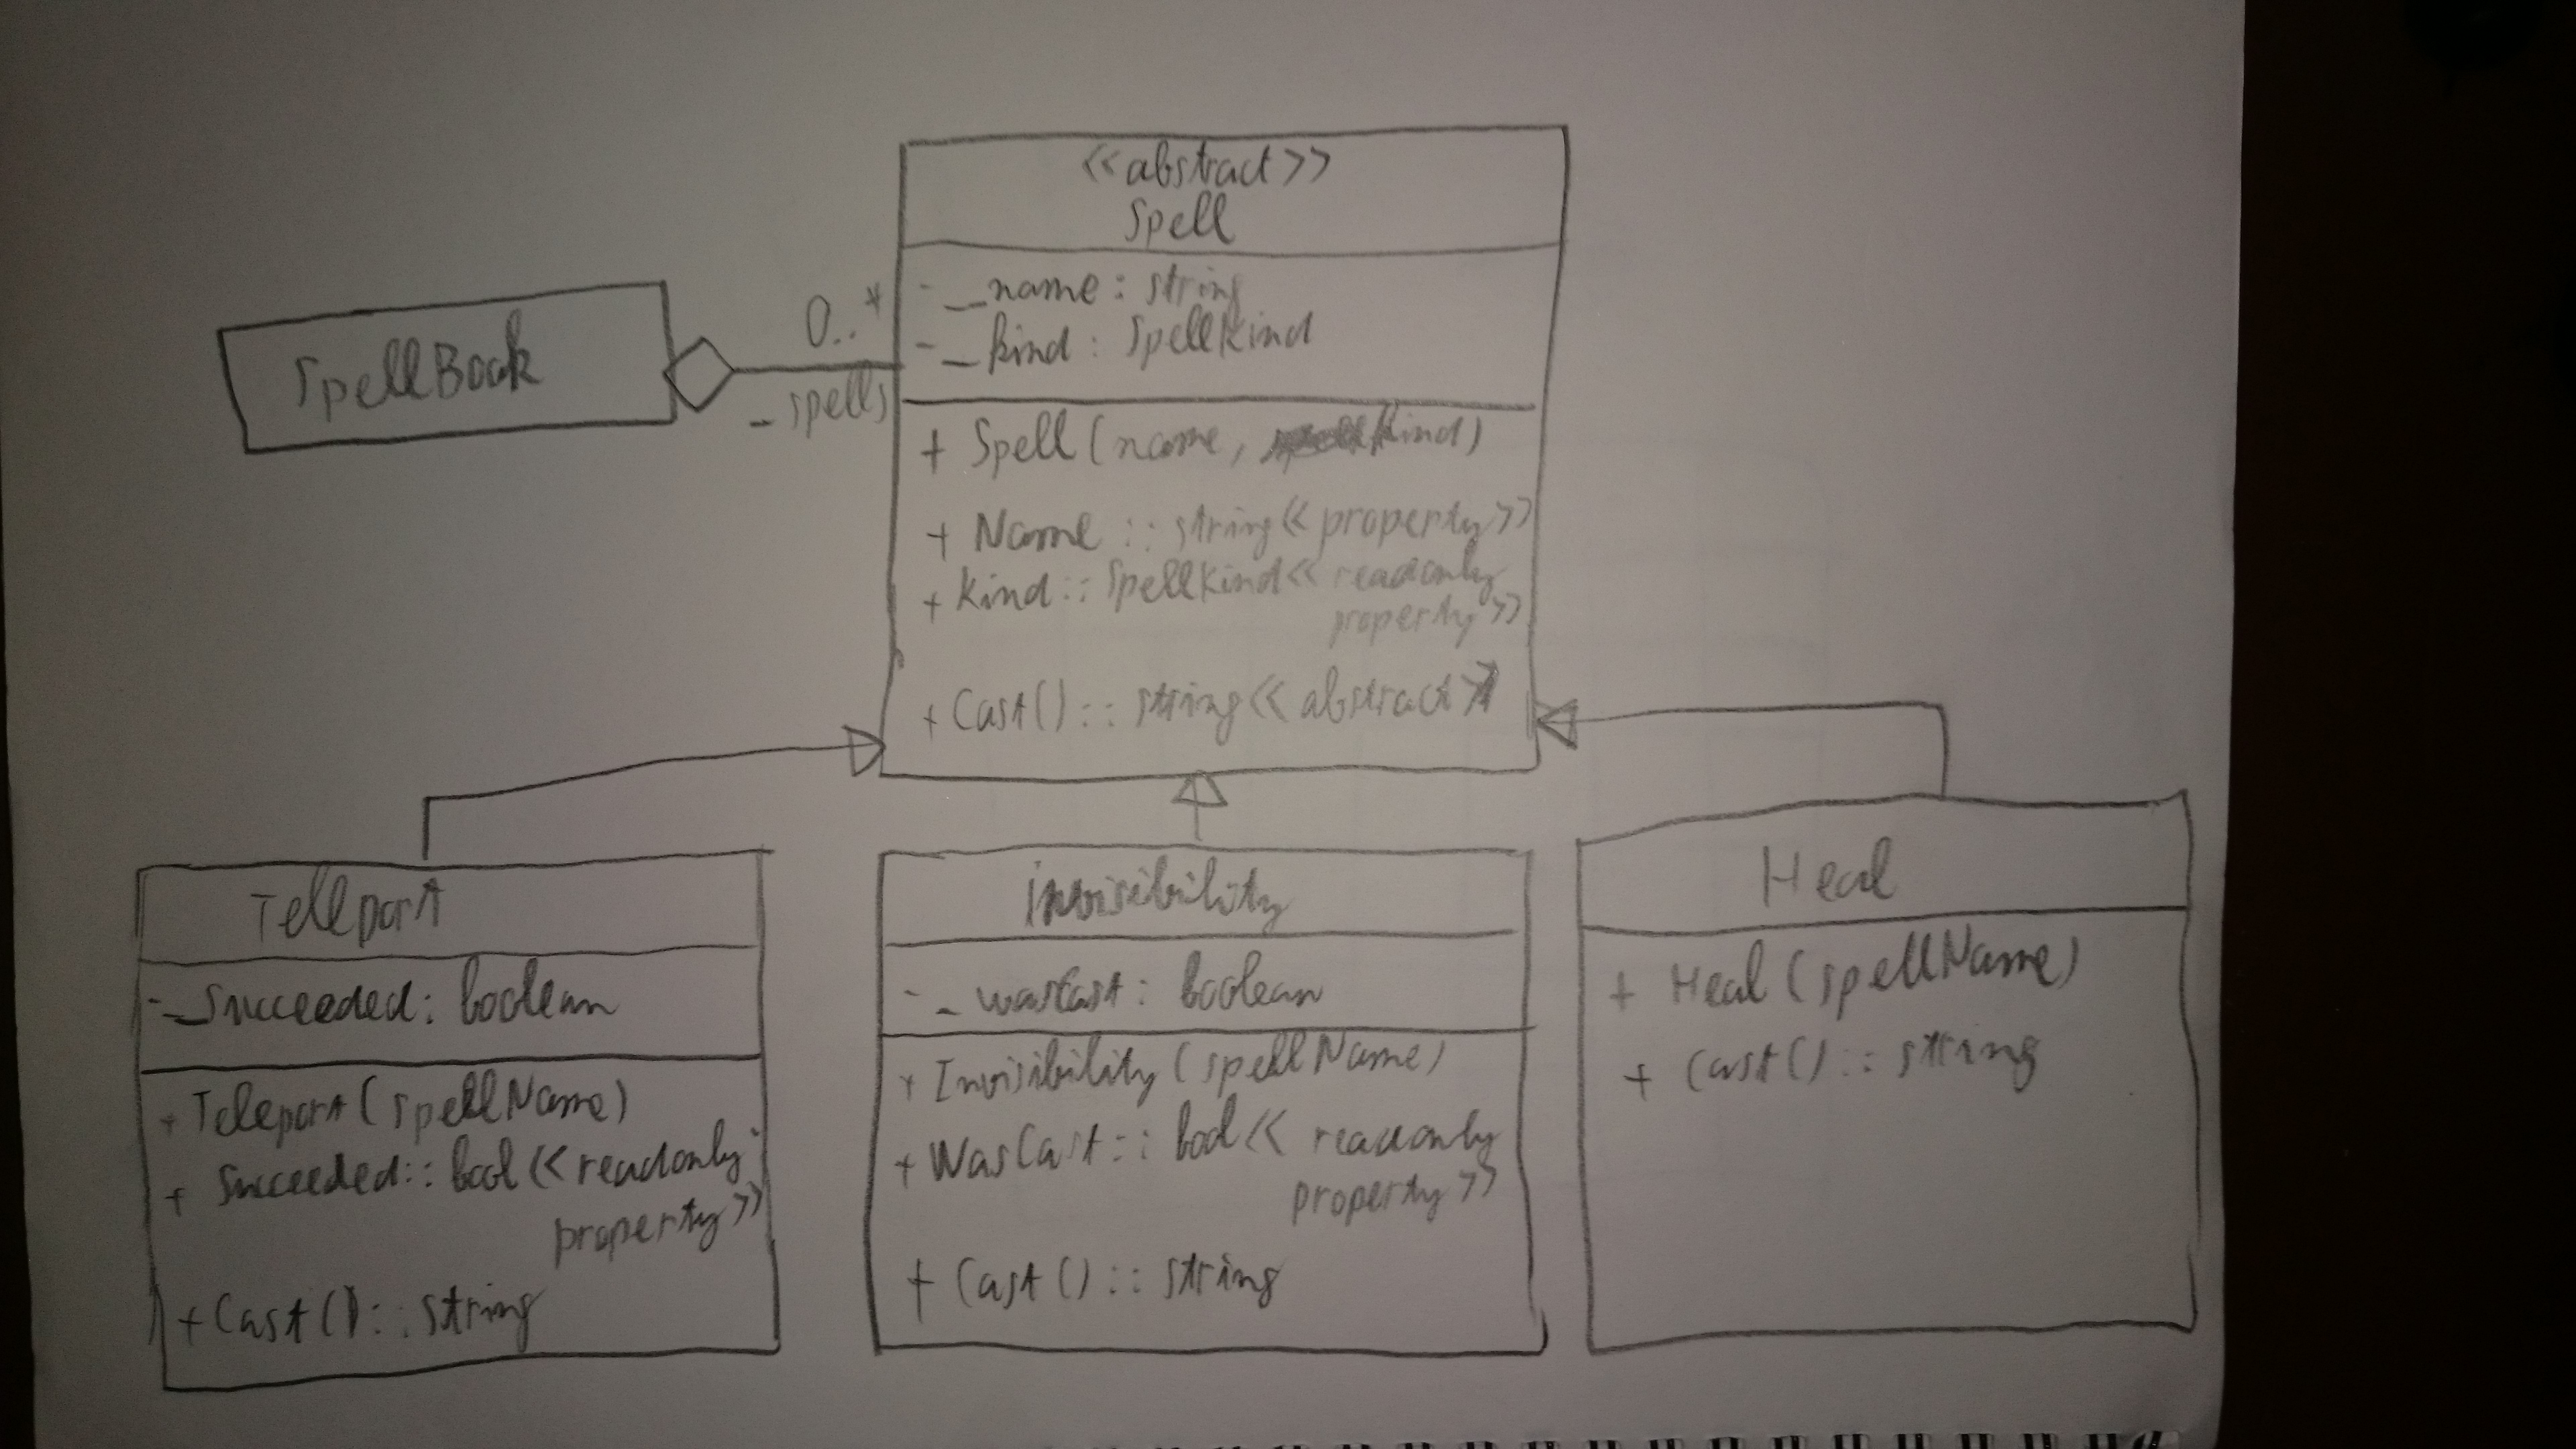 <<abstract>>
Spell
- _name: string
- _kind: SpellKind
+ Spell(name, kind)
+ Name :: string<<property>>
+ Kind:: SpellKind<<readonly
property>>
+ Cast():: string<<abstract>>
SpellBook
0..*
- spells
Teleport
- _Succeeded: boolean
+ Teleport(spellName)
+ Succeeded:: bool<<readonly
property>>
+ Cast():: string
Invisibility
- _wasCast: boolean
+ Invisibility(spellName)
+ WasCast:: bool<<readonly
property>>
+ Cast():: string
Heal
+ Heal(spellName)
+ Cast():: string